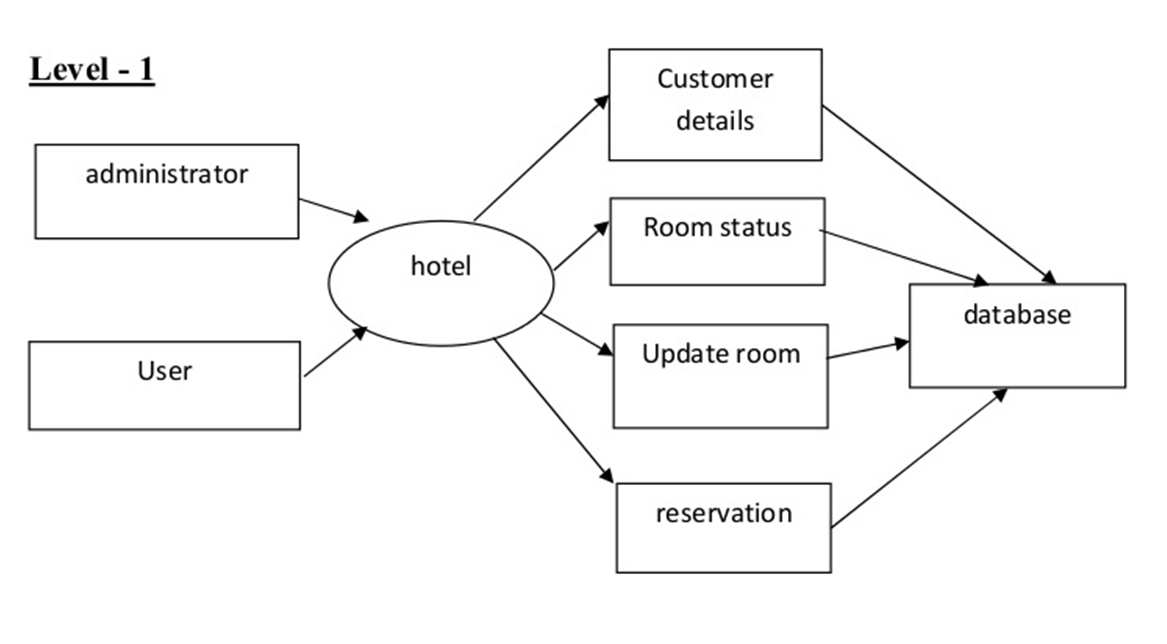 Level - 1
administrator
User
hotel
Customer
details
Room status
Update room
reservation
database